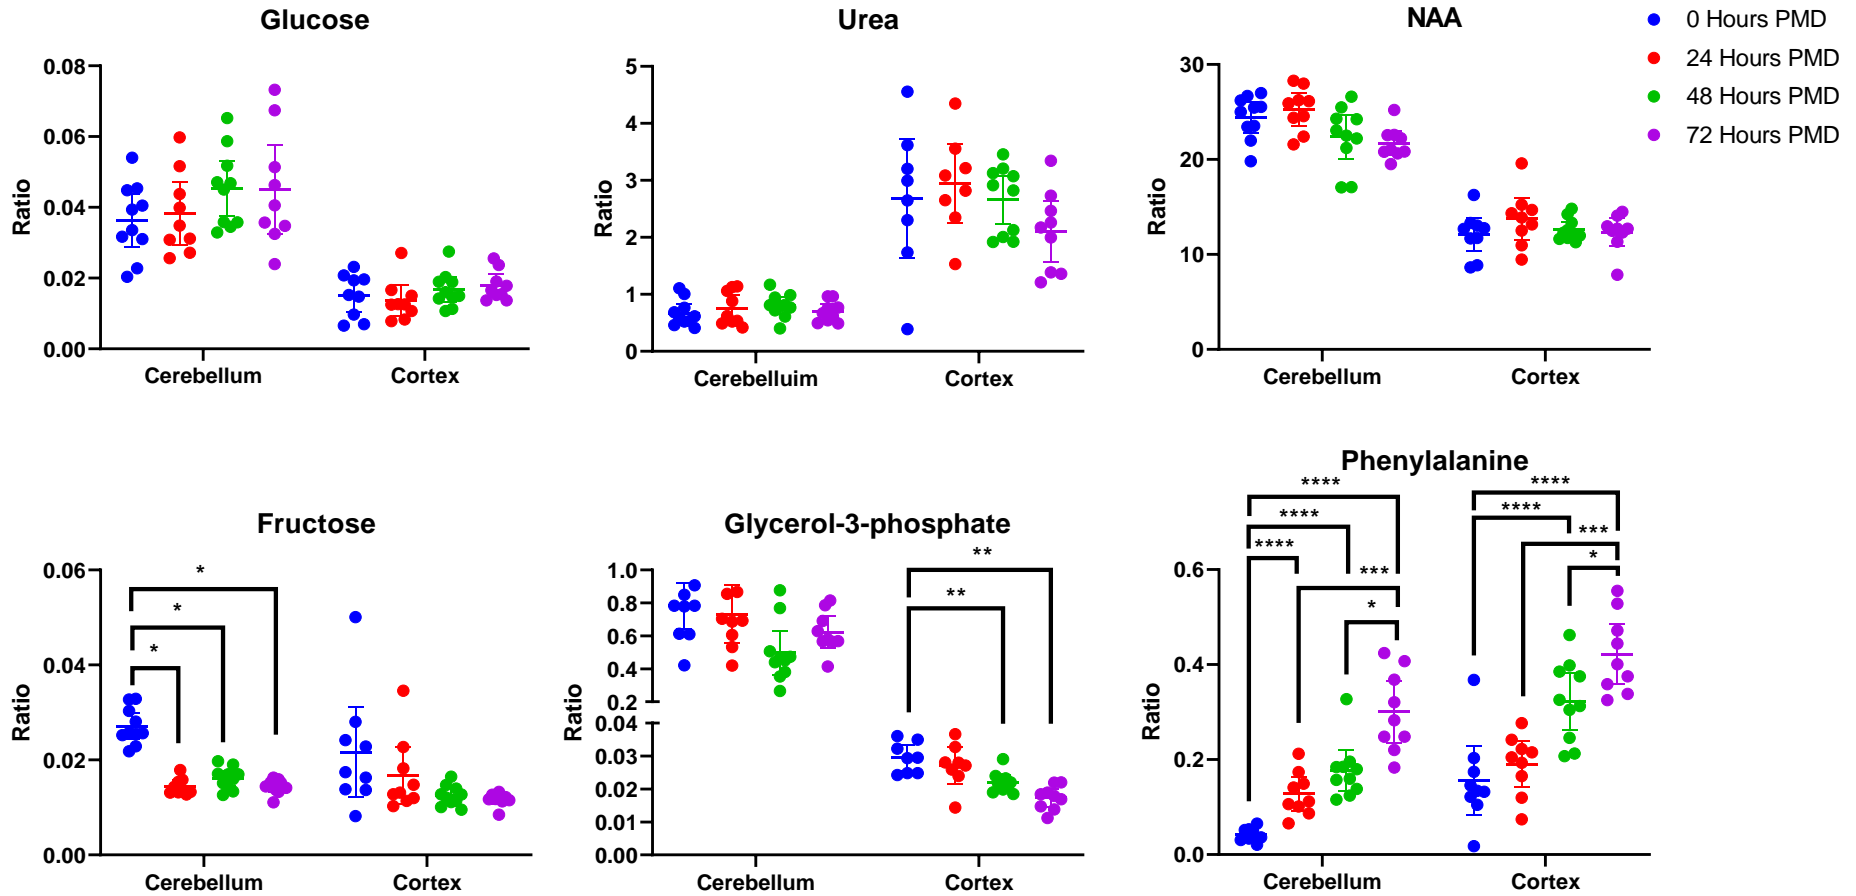 Glucose
Ratio
0.08
0.06
0.04
0.02
0.00
Cerebellum Cortex
Urea
Ratio
5
4
3
2
1
0
Cerebelluim Cortex
NAA
Ratio
30
20
10
0
Cerebellum Cortex
0 Hours PMD
24 Hours PMD
48 Hours PMD
72 Hours PMD
Fructose
Ratio
0.06
0.04
0.02
0.00
*
*
*
Cerebellum Cortex
Glycerol-3-phosphate
Ratio
1.0
0.8
0.6
0.4
0.2
0.04
0.03
0.02
0.01
0.00
**
**
Cerebellum Cortex
Phenylalanine
Ratio
0.6
0.4
0.2
0.0
****
****
****
***
*
****
****
***
*
Cerebellum Cortex